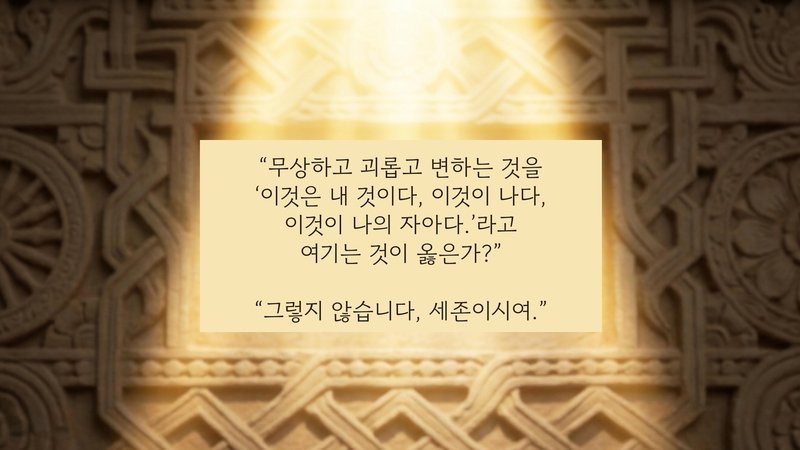 “무상하고 괴롭고 변하는 것을
‘이것은 내 것이다, 이것이 나다,
이것이 나의 자아다.’라고
여기는 것이 옳은가?”
“그렇지 않습니다, 세존이시여.”